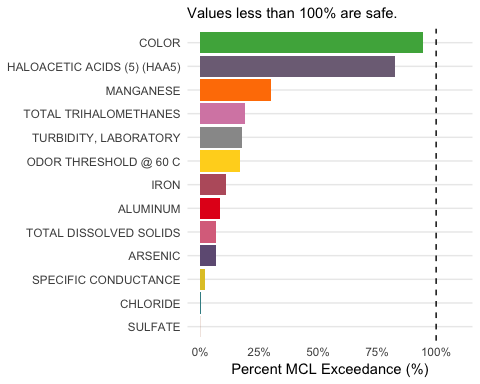 Values less than 100% are safe.
COLOR
HALOACETIC ACIDS (5) (HAA5)
MANGANESE
TOTAL TRIHALOMETHANES
TURBIDITY, LABORATORY
ODOR THRESHOLD @ 60 C
IRON
ALUMINUM
TOTAL DISSOLVED SOLIDS
ARSENIC
SPECIFIC CONDUCTANCE
CHLORIDE
SULFATE
0% 25% 50% 75% 100%
Percent MCL Exceedance (%)